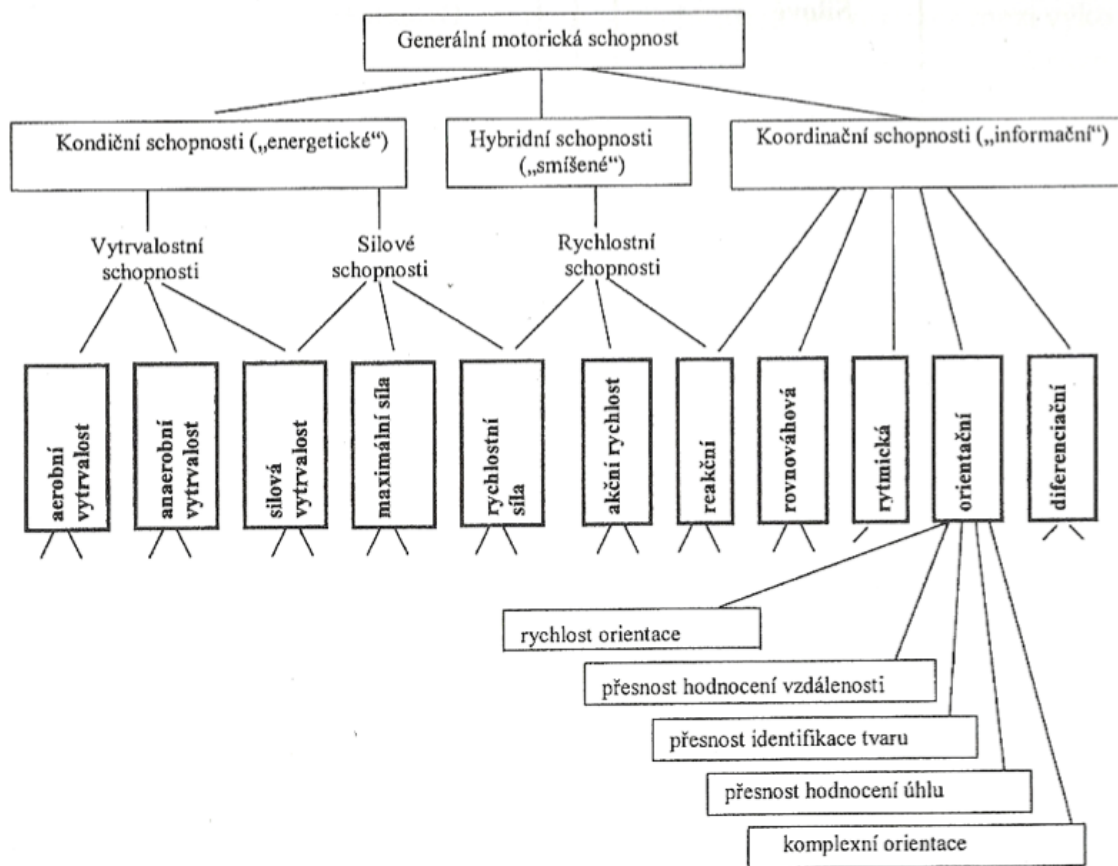 Generální motorická schopnost
Kondiční schopnosti („energetické“)
Hybridní schopnosti
(„smíšené“)
Koordinační schopnosti („informační“)
Vytrvalostní
schopnosti
Silové
schopnosti
Rychlostní
schopnosti
aerobní
vytrvalost
anaerobní
vytrvalost
silová
vytrvalost
maximální síla
rychlostní
síla
akční rychlost
reakční
rovnováhová
rytmická
orientační
diferenciační
rychlost orientace
přesnost hodnocení vzdálenosti
přesnost identifikace tvaru
přesnost hodnocení úhlu
komplexní orientace